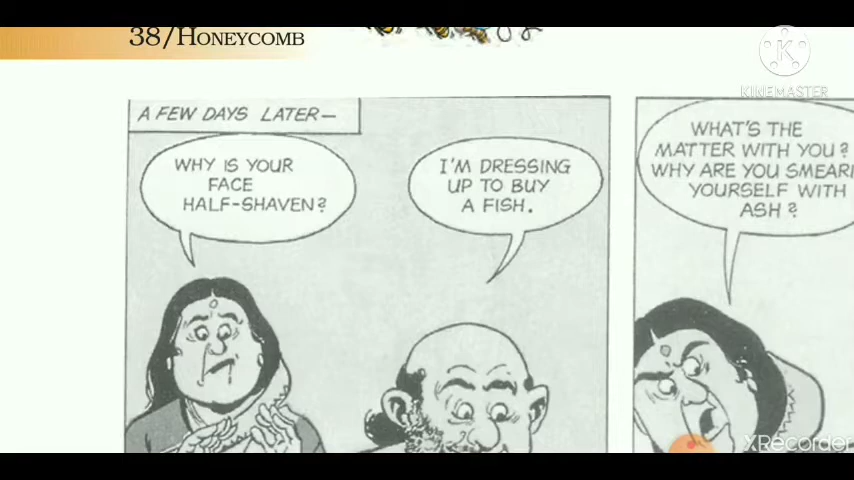 38/HONEYCOMB
KINEMASTER
A FEW DAYS LATER—
WHY IS YOUR
FACE
HALF-SHAVEN?
I'M DRESSING
UP TO BUY
A FISH.
WHAT'S THE
MATTER WITH YOU?
WHY ARE YOU SMEARI
YOURSELF WITH
ASH?
XRecorder